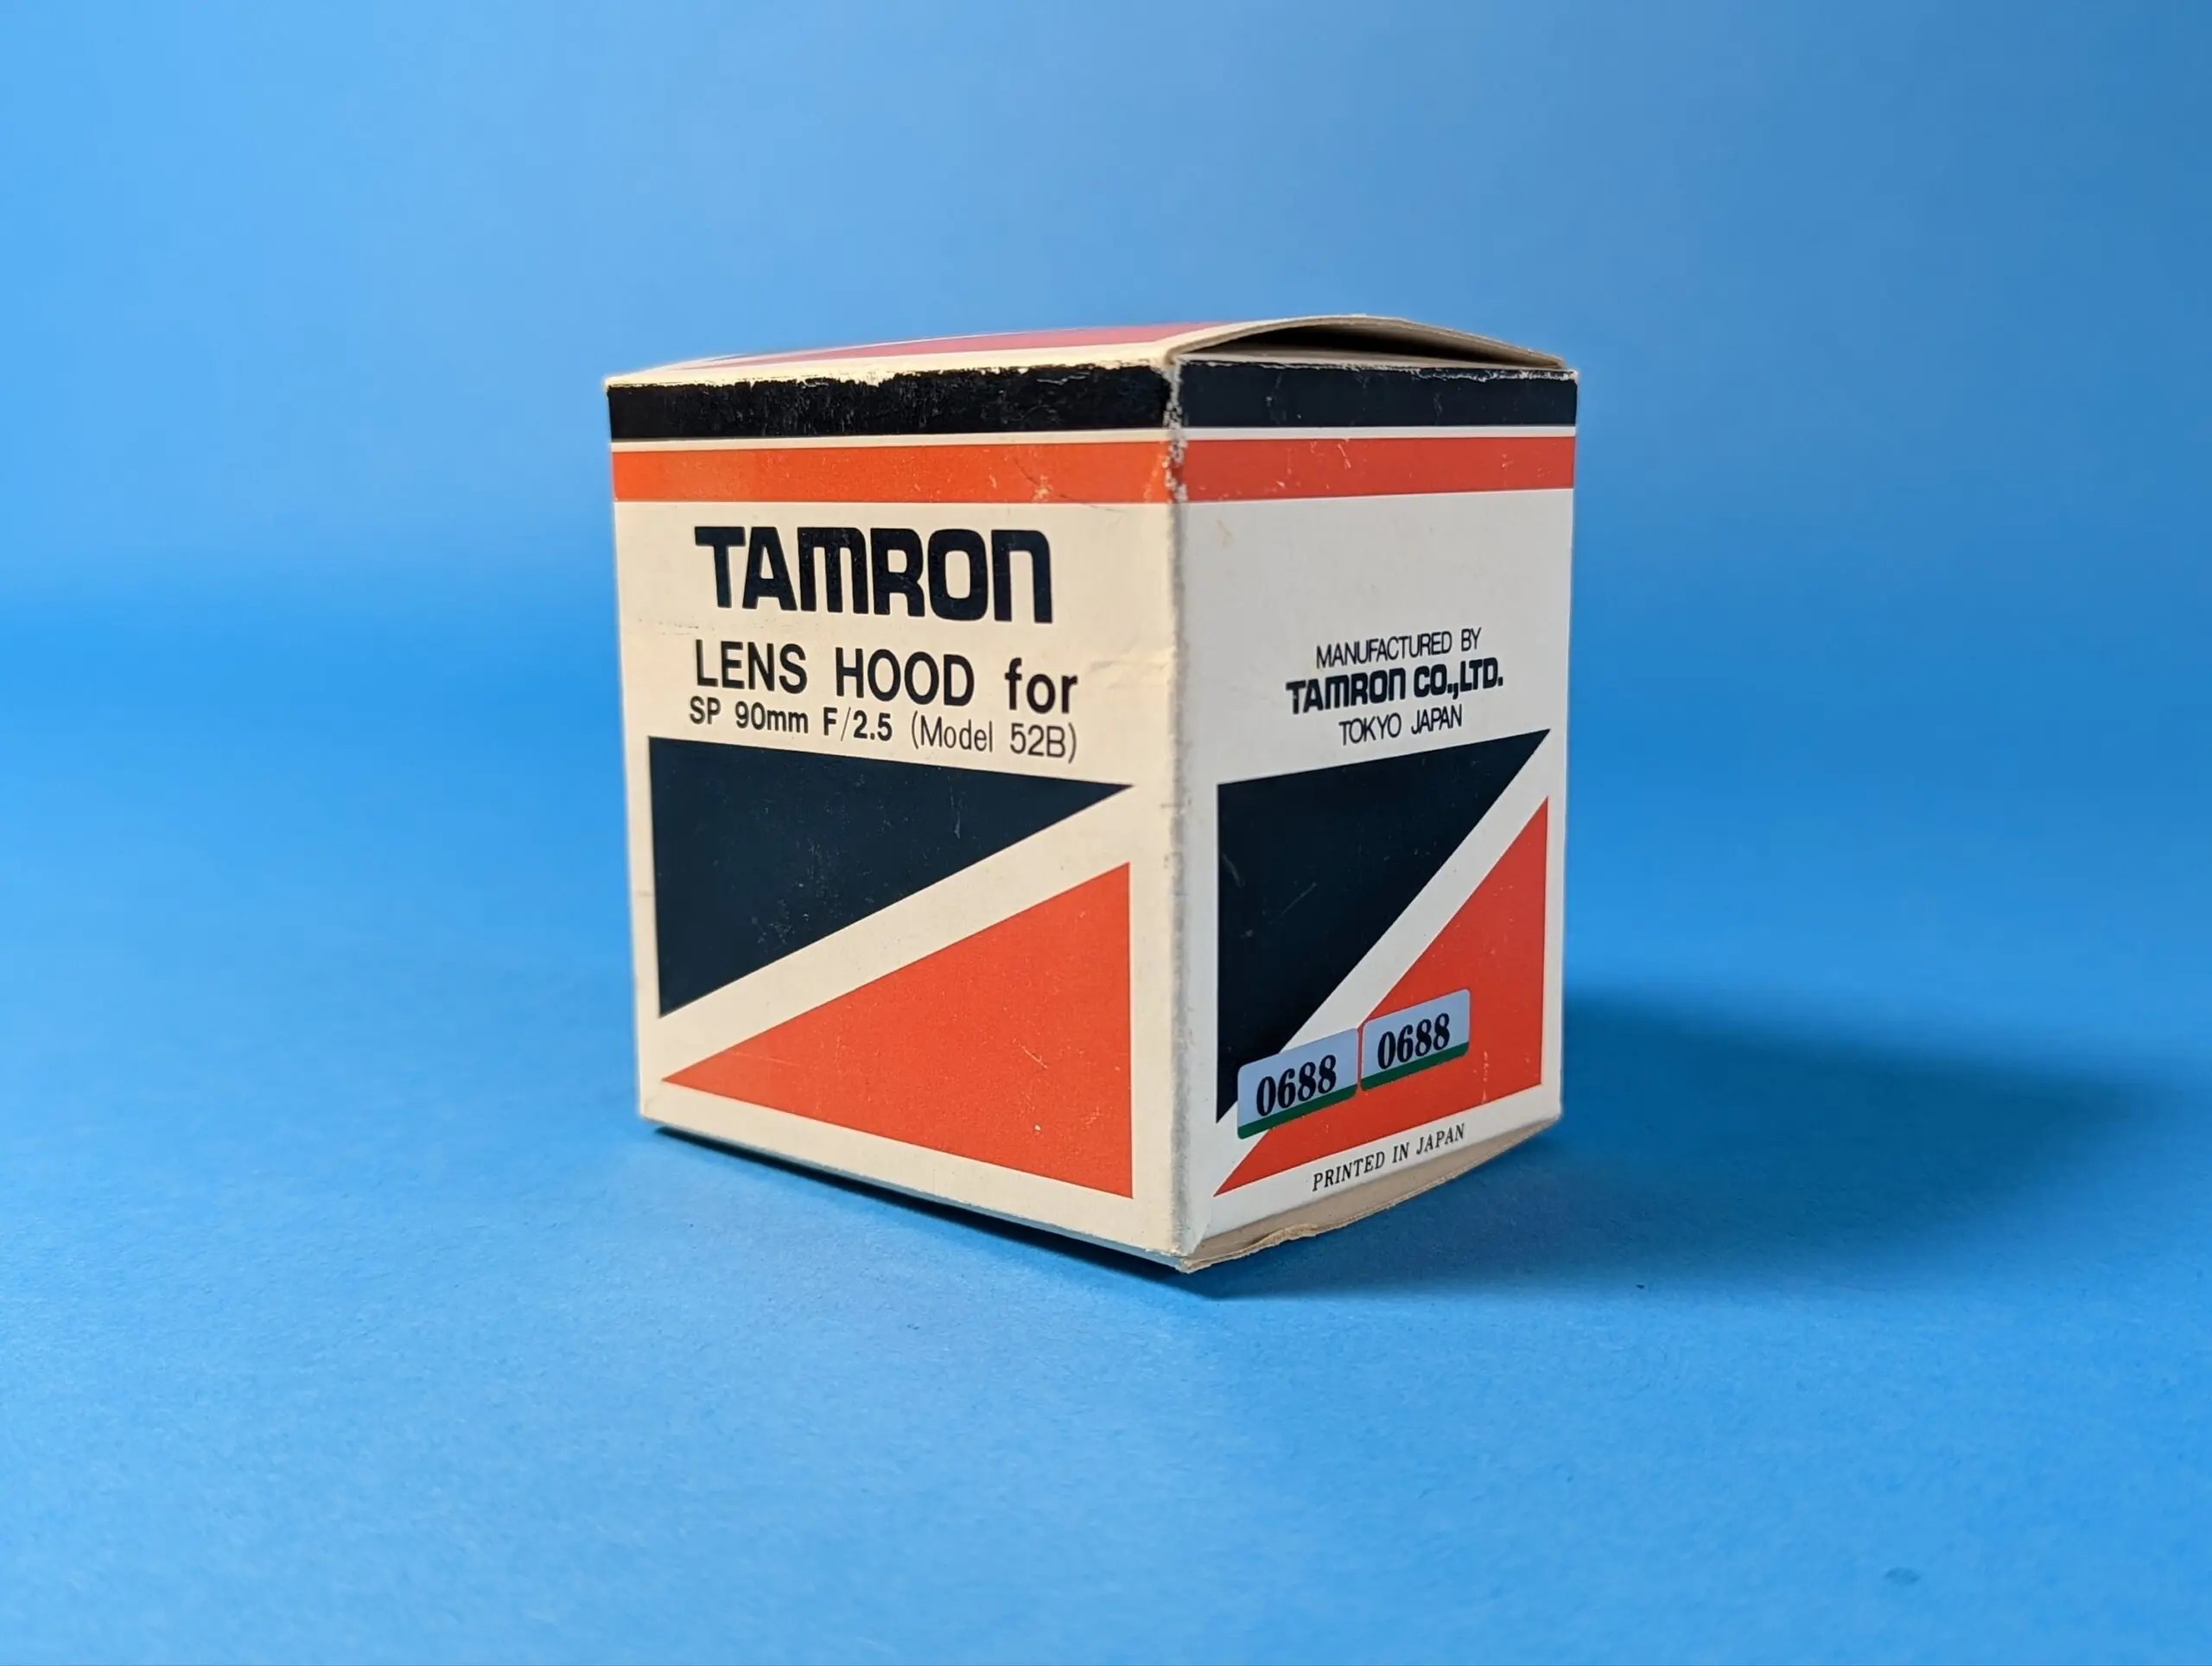 TAMRON
LENS HOOD for
SP 90mm F/2.5 (Model 52B)
MANUFACTURED BY
TAMRON CO.,LTD.
TOKYO JAPAN
0688 0688
PRINTED IN JAPAN